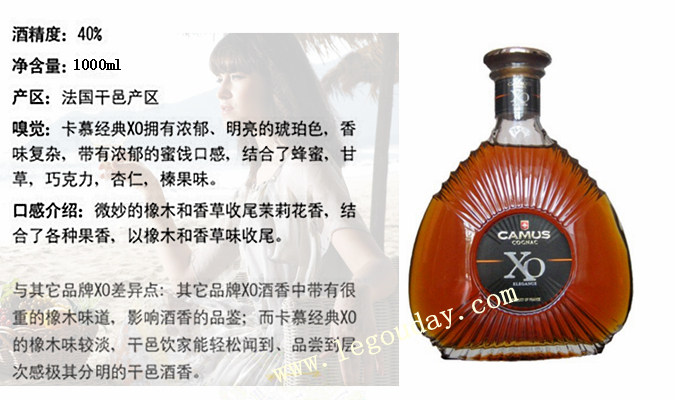 酒精度：40%
净含量：1000ml
产区：法国干邑产区
嗅觉：卡慕经典XO拥有浓郁、明亮的琥珀色，香
味复杂，带有浓郁的蜜饯口感，结合了蜂蜜，甘
草，巧克力，杏仁，榛果味。
口感介绍：微妙的橡木和香草收尾茉莉花香，结
合了各种果香，以橡木和香草味收尾。
与其它品牌XO差异点：其它品牌XO酒香中带有很
重的橡木味道，影响酒香的品鉴；而卡慕经典XO
的橡木味较淡，干邑饮家能轻松闻到、品尝到层
次感极其分明的干邑酒香。
CAMUS
COGNAC
XO
CAMUS
COGNAC
XO
ELEGANCE
PRODUCT OF FRANCE
www.legouday.com